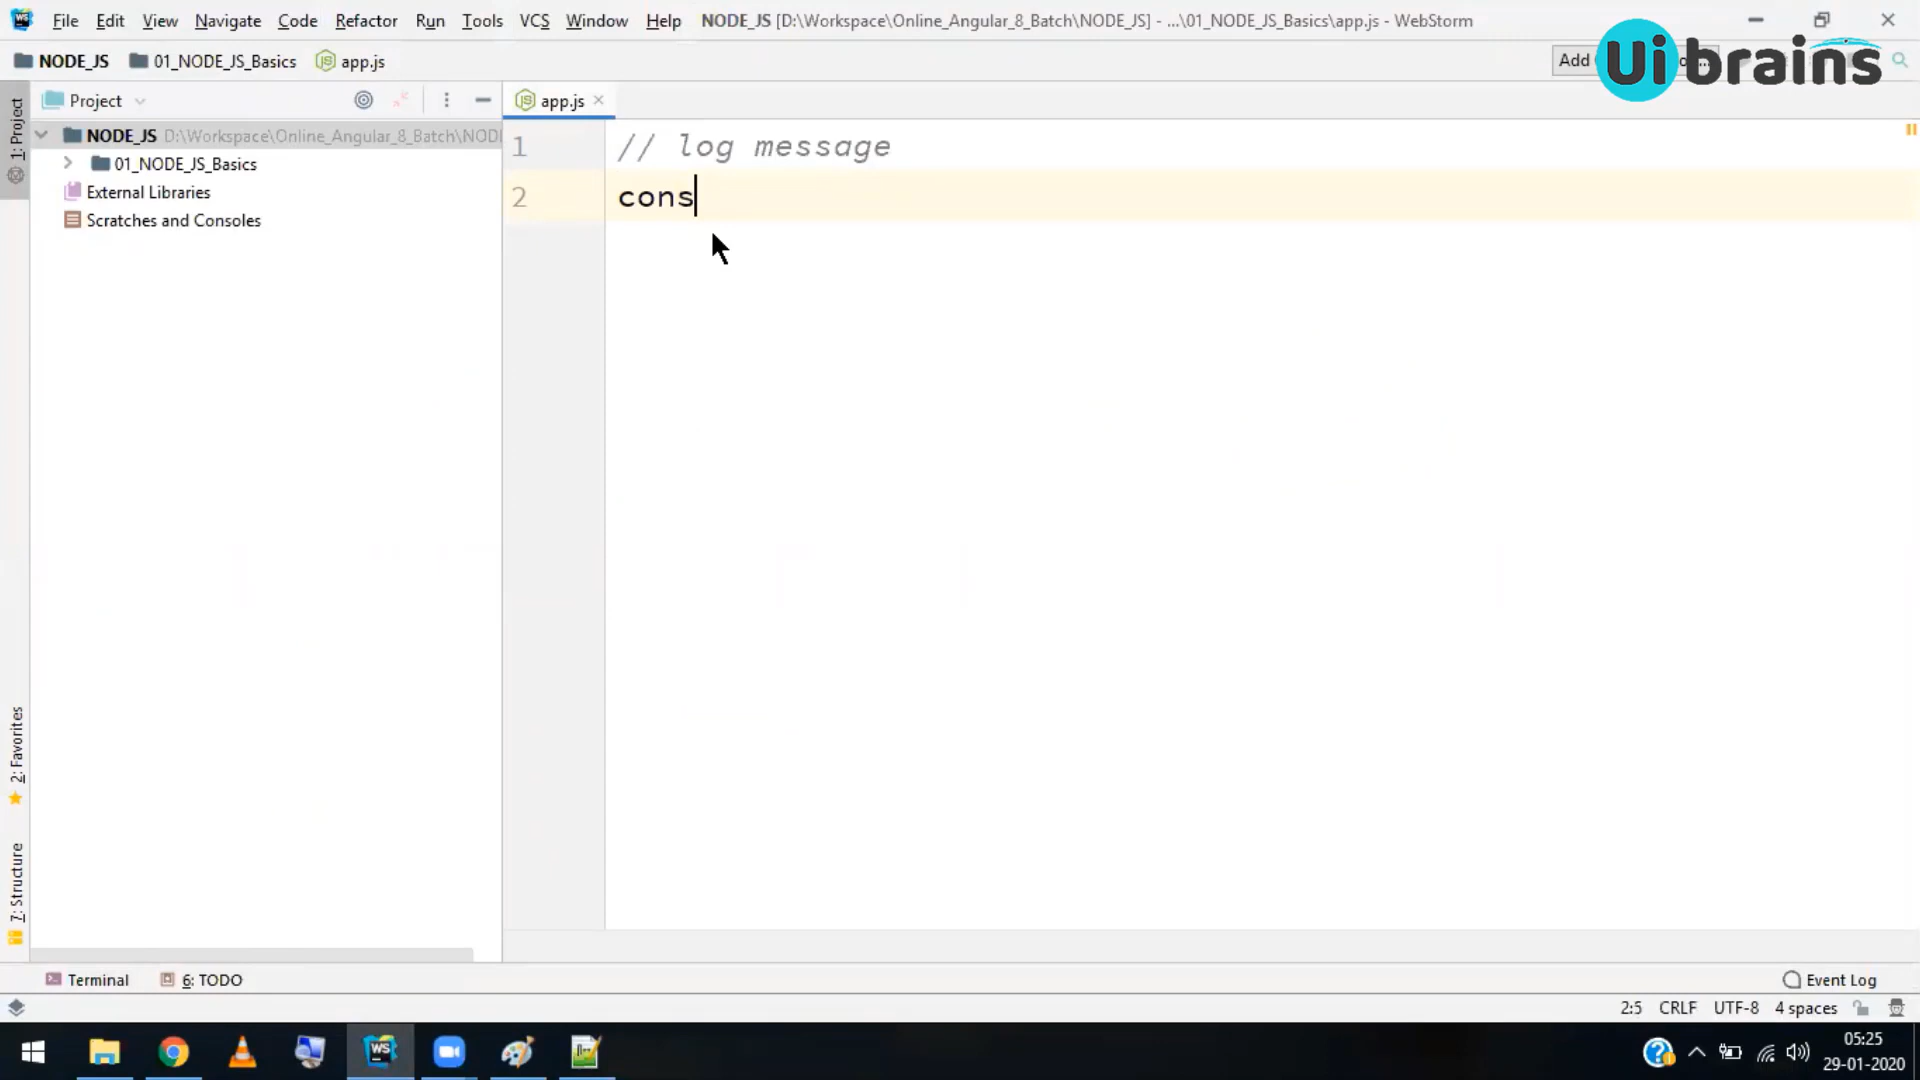 File Edit View Navigate Code Refactor Run Tools VCS Window Help NODE_JS [D:\Workspace\Online_Angular_8_Batch\NODE_JS] - ...\01_NODE_JS_Basics\app.js - WebStorm
NODE_JS 01_NODE_JS_Basics app.js Add
Uibrains
Project app.js
1: Project
NODE_JS D:\Workspace\Online_Angular_8_Batch\NODE
01_NODE_JS_Basics
External Libraries
Scratches and Consoles
1 // log message
2 cons
2: Favorites
7: Structure
Terminal 6: TODO Event Log
2:5 CRLF UTF-8 4 spaces
WS
05:25
29-01-2020